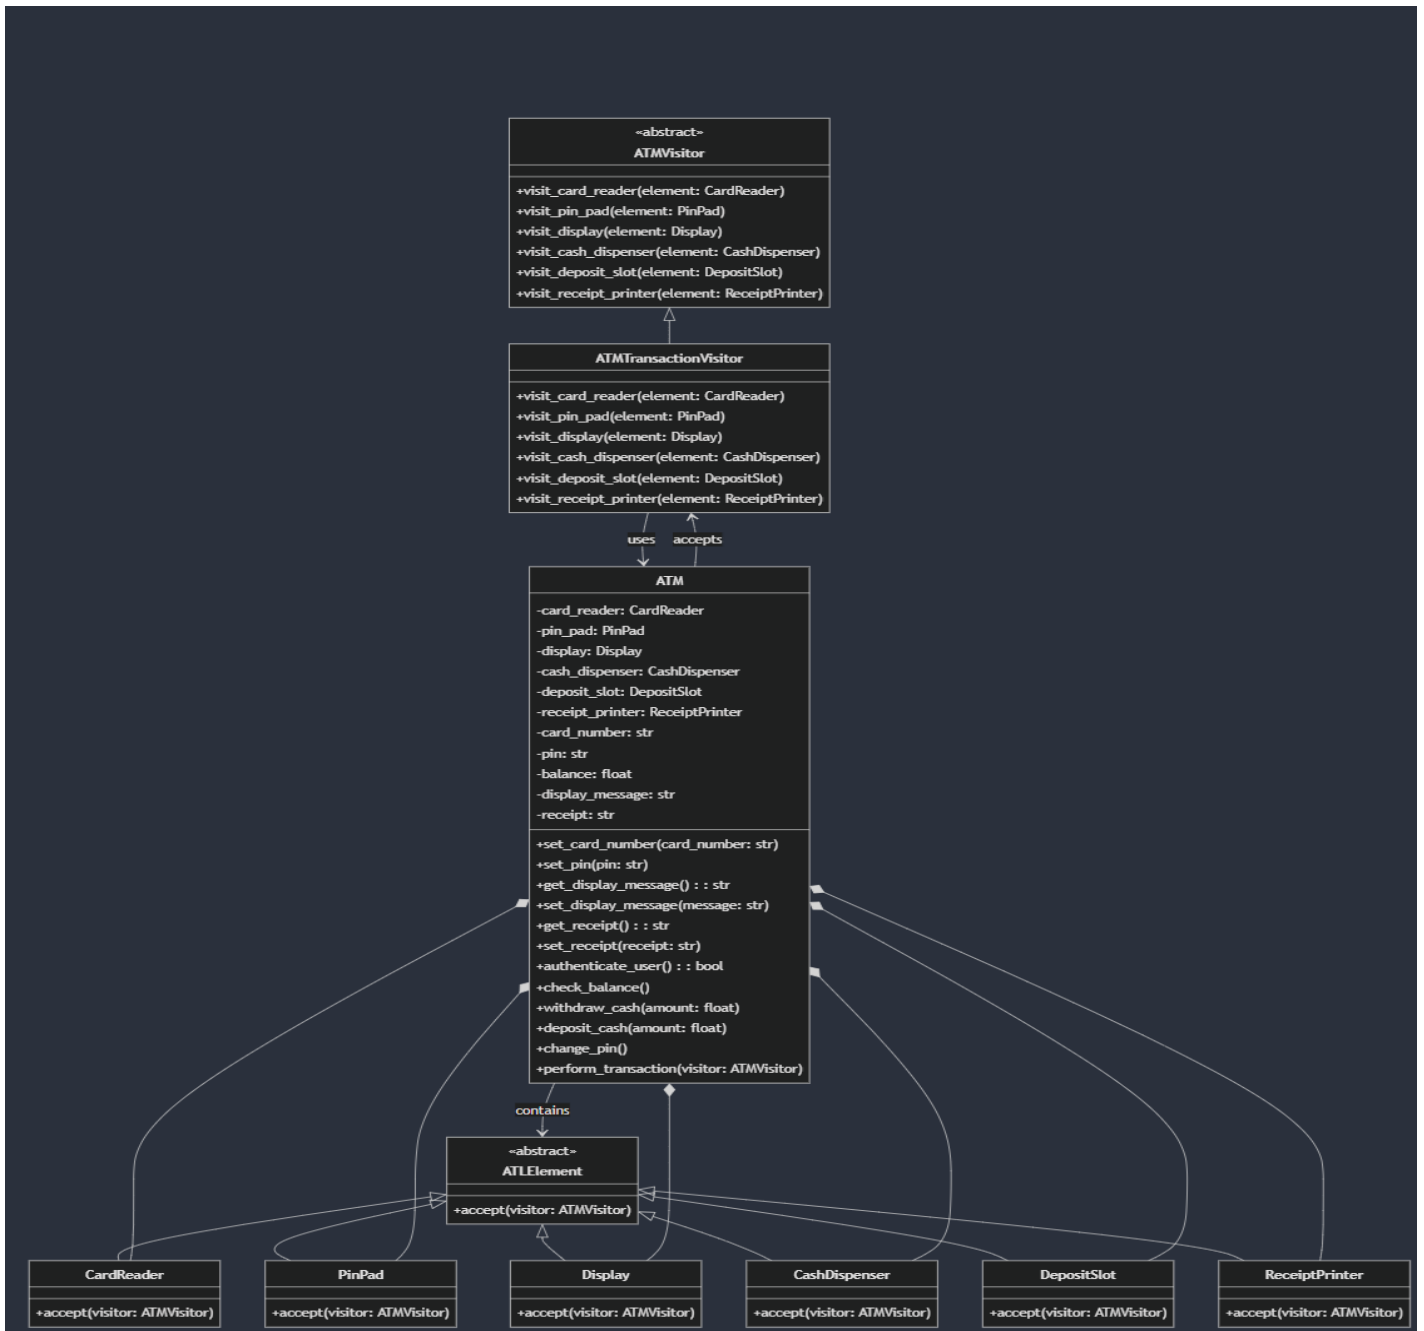 «abstract»
ATMVisitor
+visit_card_reader(element: CardReader)
+visit_pin_pad(element: PinPad)
+visit_display(element: Display)
+visit_cash_dispenser(element: CashDispenser)
+visit_deposit_slot(element: DepositSlot)
+visit_receipt_printer(element: ReceiptPrinter)
ATMTransactionVisitor
+visit_card_reader(element: CardReader)
+visit_pin_pad(element: PinPad)
+visit_display(element: Display)
+visit_cash_dispenser(element: CashDispenser)
+visit_deposit_slot(element: DepositSlot)
+visit_receipt_printer(element: ReceiptPrinter)
uses accepts
ATM
-card_reader: CardReader
-pin_pad: PinPad
-display: Display
-cash_dispenser: CashDispenser
-deposit_slot: DepositSlot
-receipt_printer: ReceiptPrinter
-card_number: str
-pin: str
-balance: float
-display_message: str
-receipt: str
+set_card_number(card_number: str)
+set_pin(pin: str)
+get_display_message() : : str
+set_display_message(message: str)
+get_receipt() : : str
+set_receipt(receipt: str)
+authenticate_user() : : bool
+check_balance()
+withdraw_cash(amount: float)
+deposit_cash(amount: float)
+change_pin()
+perform_transaction(visitor: ATMVisitor)
contains
«abstract»
ATLElement
+accept(visitor: ATMVisitor)
CardReader
+accept(visitor: ATMVisitor)
PinPad
+accept(visitor: ATMVisitor)
Display
+accept(visitor: ATMVisitor)
CashDispenser
+accept(visitor: ATMVisitor)
DepositSlot
+accept(visitor: ATMVisitor)
ReceiptPrinter
+accept(visitor: ATMVisitor)